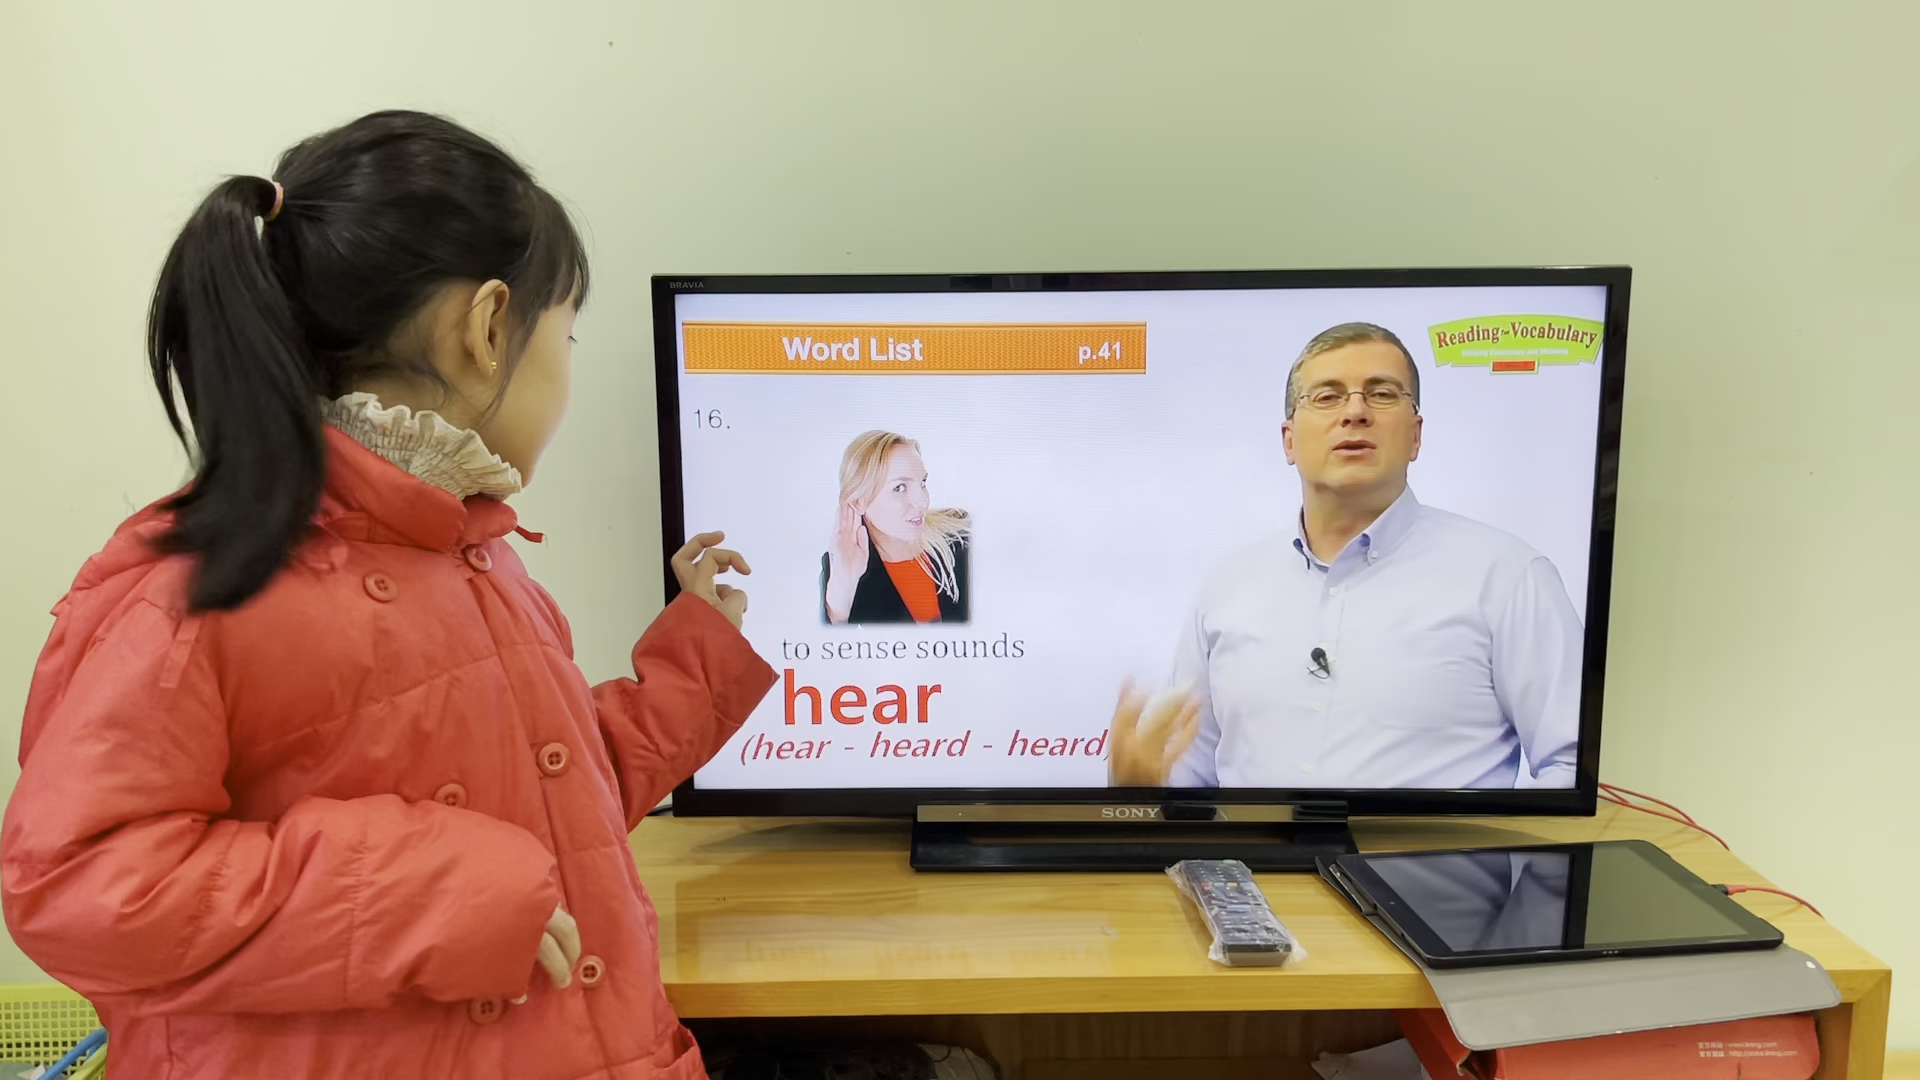 BRAVIA
Word List
p.41
Reading for Vocabulary
16.
to sense sounds
hear
(hear - heard - heard)
SONY